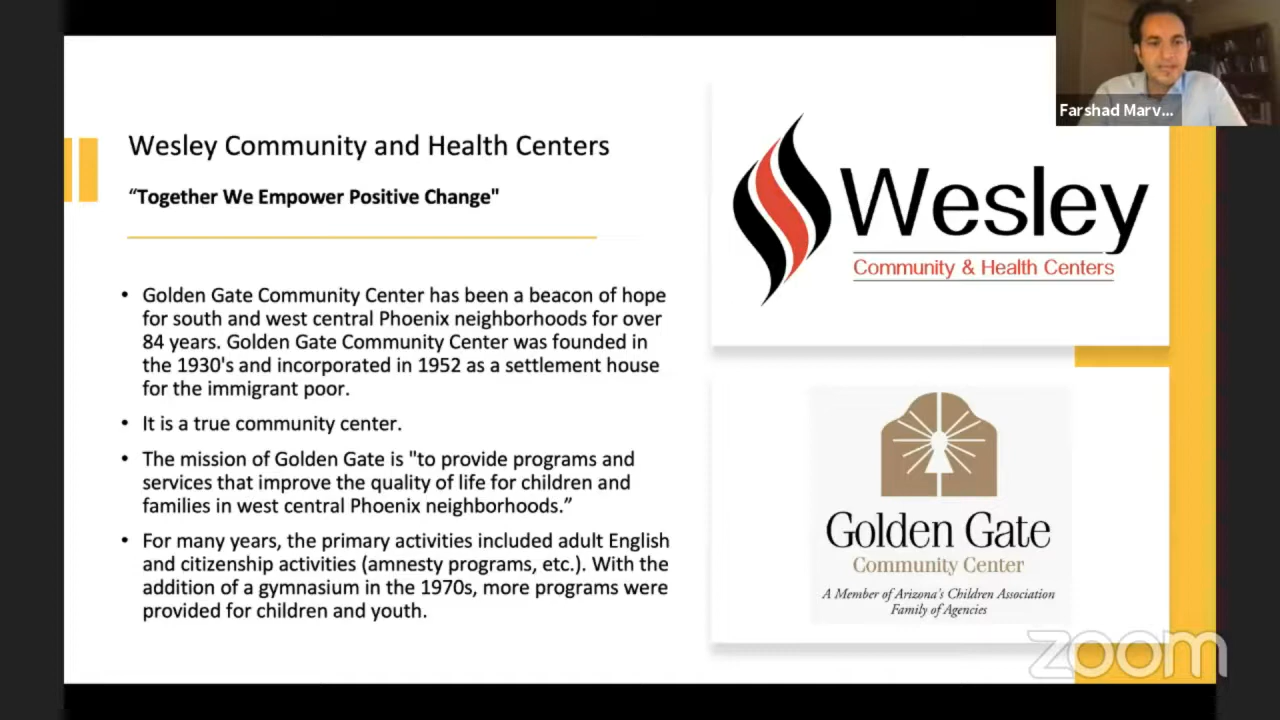 Wesley Community and Health Centers
“Together We Empower Positive Change"
• Golden Gate Community Center has been a beacon of hope
for south and west central Phoenix neighborhoods for over
84 years. Golden Gate Community Center was founded in
the 1930's and incorporated in 1952 as a settlement house
for the immigrant poor.
• It is a true community center.
• The mission of Golden Gate is "to provide programs and
services that improve the quality of life for children and
families in west central Phoenix neighborhoods.”
• For many years, the primary activities included adult English
and citizenship activities (amnesty programs, etc.). With the
addition of a gymnasium in the 1970s, more programs were
provided for children and youth.
Farshad Marv...
Wesley
Community & Health Centers
Golden Gate
Community Center
A Member of Arizona's Children Association
Family of Agencies
zoom